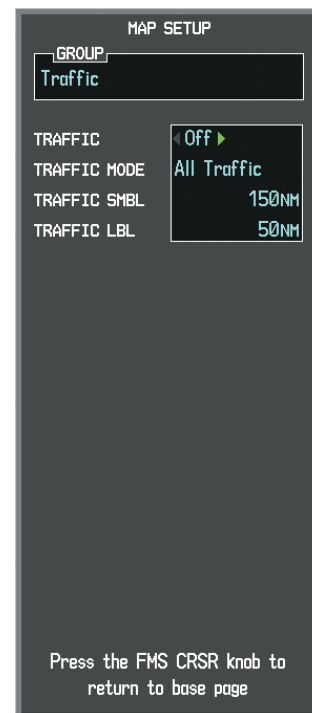 MAP SETUP
GROUP
Traffic
TRAFFIC Off
TRAFFIC MODE All Traffic
TRAFFIC SMBL 150NM
TRAFFIC LBL 50NM
Press the FMS CRSR knob to
return to base page